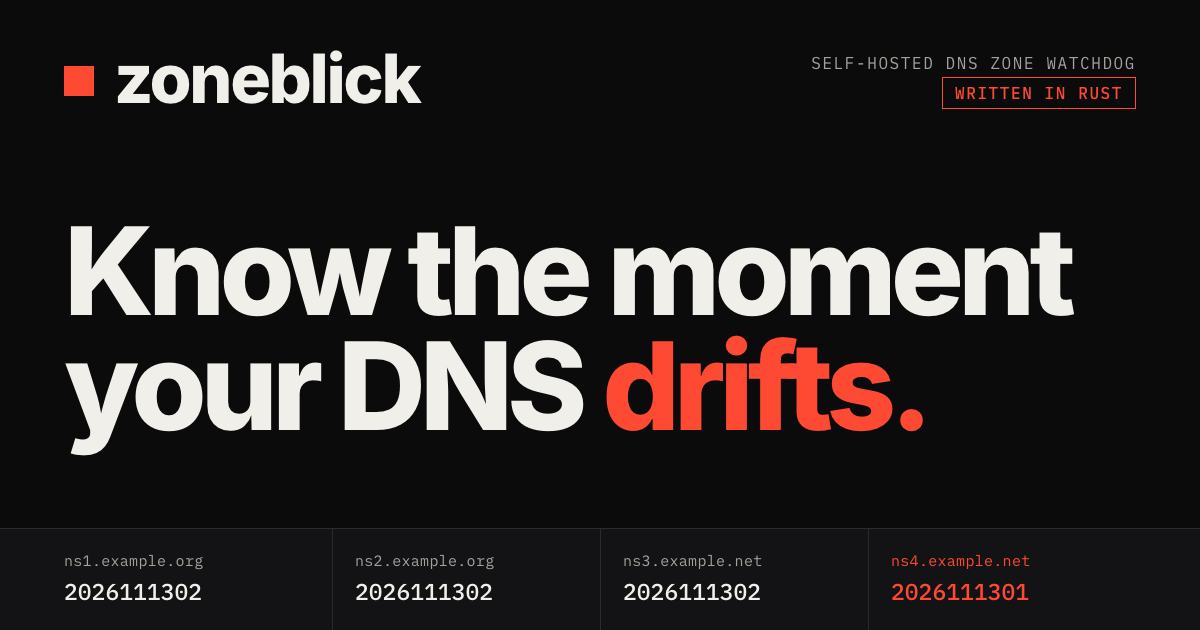 zoneblick
SELF-HOSTED DNS ZONE WATCHDOG
WRITTEN IN RUST
Know the moment
your DNS drifts.
ns1.example.org
2026111302
ns2.example.org
2026111302
ns3.example.net
2026111302
ns4.example.net
2026111301